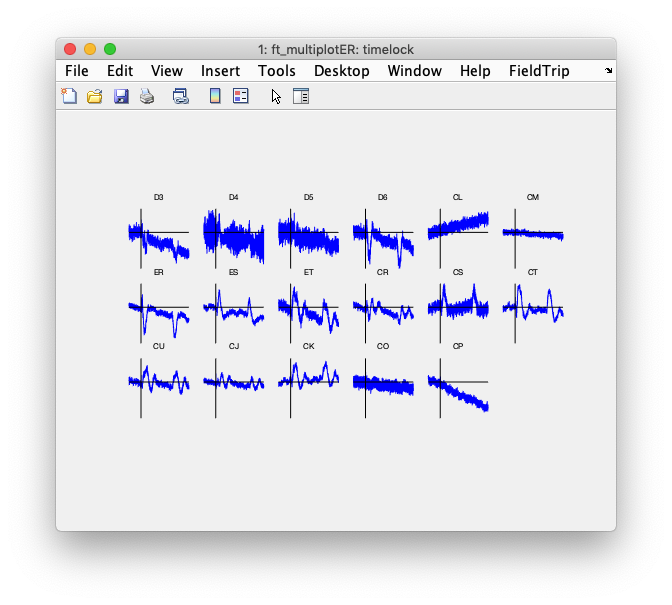 1: ft_multiplotER: timelock
File Edit View Insert Tools Desktop Window Help FieldTrip
D3 D4 D5 D6 CL CM
ER ES ET CR CS CT
CU CJ CK CO CP